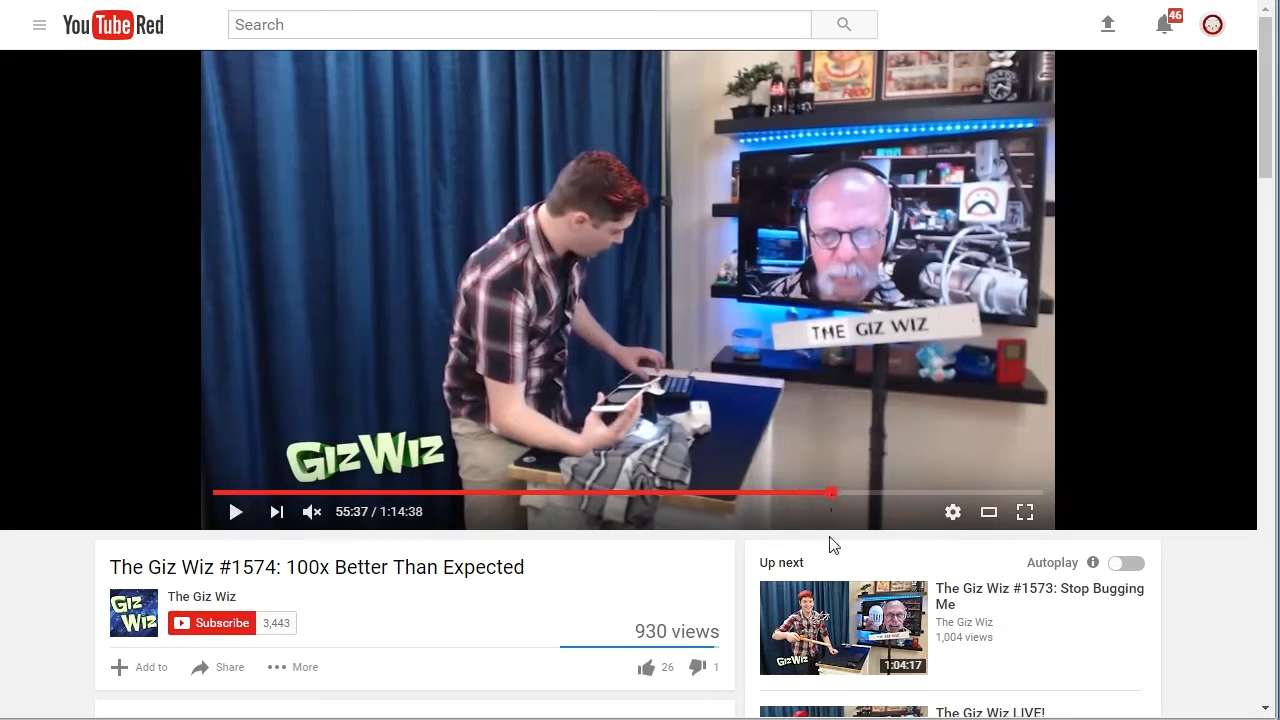 YouTube Red
Search
46
FOOD
THE GIZ WIZ
GizWiz
55:37 / 1:14:38
The Giz Wiz #1574: 100x Better Than Expected
Giz
Wiz
The Giz Wiz
Subscribe 3,443
930 views
Add to Share More
26 1
Up next
Autoplay
The Giz Wiz #1573: Stop Bugging
Me
The Giz Wiz
1,004 views
GizWiz
1:04:17
The Giz Wiz LIVE!